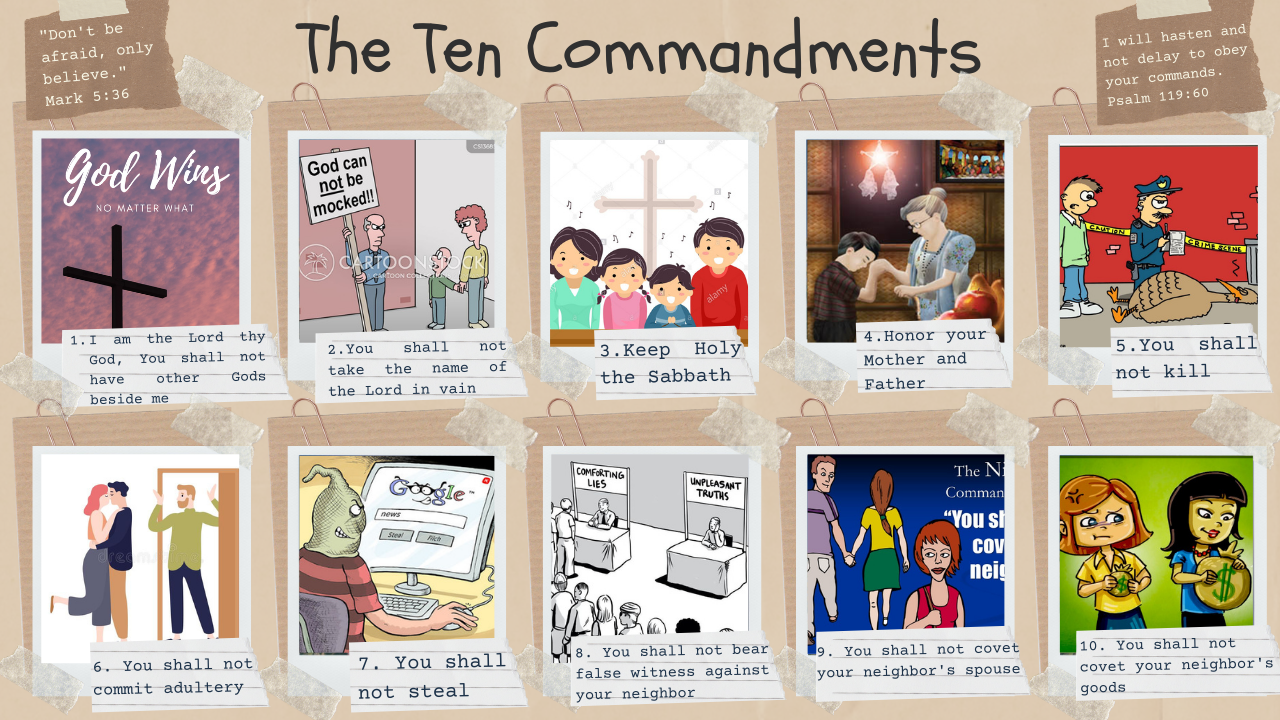 "Don't be
afraid, only
believe."
Mark 5:36
The Ten Commandments
I will hasten and
not delay to obey
your commands.
Psalm 119:60
God Wins
NO MATTER WHAT
1.I am the Lord thy
God, You shall not
have other Gods
beside me
God can
not be
mocked!!
CARTOONSTOCK
2.You shall not
take the name of
the Lord in vain
alamy
3.Keep Holy
the Sabbath
4.Honor your
Mother and
Father
CAUTION
CRIME SCENE
5.You shall
not kill
dreams
6. You shall not
commit adultery
Google™
news
Steal
Filch
7. You shall
not steal
COMFORTING
LIES
UNPLEASANT
TRUTHS
8. You shall not bear
false witness against
your neighbor
The Ni
Comman
"You sh
cov
neig
9. You shall not covet
your neighbor's spouse
$
$
10. You shall not
covet your neighbor's
goods